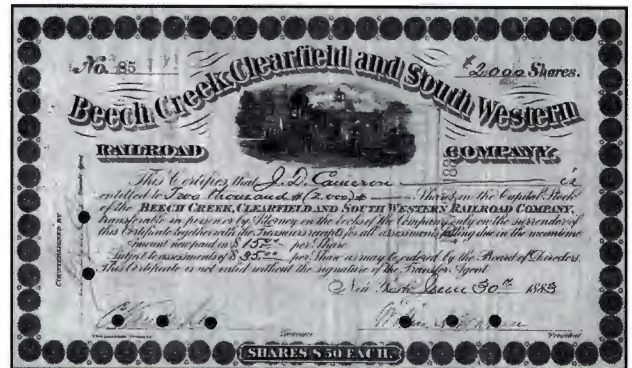 No. 85
$2000 Shares.
Beech Creek, Clearfield and South Western
RAILROAD COMPANY.
This Certifies that J. D. Cameron is
entitled to Two Thousand $(2,000)$ Shares in the Capital Stock
of the BEECH CREEK, CLEARFIELD AND SOUTH WESTERN RAILROAD COMPANY,
transferable in person or by Attorney on the books of the Company only on the surrender of
this Certificate together with the Treasurers receipts for all assessments falling due in the meantime
amount now paid in $15.00 per Share
Subject to assessments of $35.00 per Share as may be ordered by the Board of Directors.
This Certificate is not valid without the signature of the Transfer Agent
New York June 30th 1883
Treasurer
President
COUNTERSIGNED BY
Transfer Agent
SHARES $50 EACH.